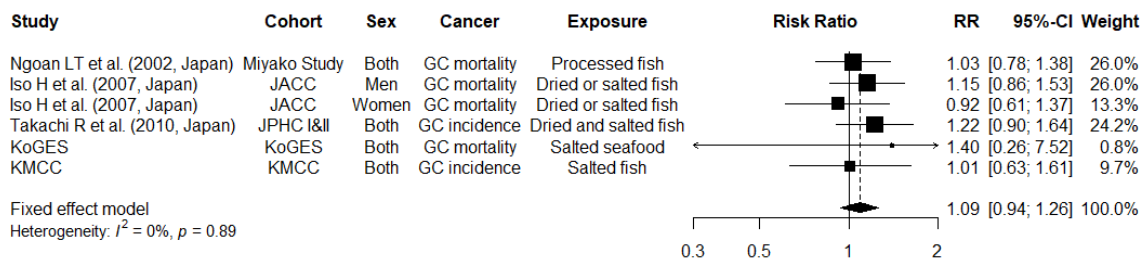 Study Cohort Sex Cancer Exposure Risk Ratio RR 95%-CI Weight
Ngoan LT et al. (2002, Japan) Miyako Study Both GC mortality Processed fish 1.03 [0.78; 1.38] 26.0%
Iso H et al. (2007, Japan) JACC Men GC mortality Dried or salted fish 1.15 [0.86; 1.53] 26.0%
Iso H et al. (2007, Japan) JACC Women GC mortality Dried or salted fish 0.92 [0.61; 1.37] 13.3%
Takachi R et al. (2010, Japan) JPHC I&II Both GC incidence Dried and salted fish 1.22 [0.90; 1.64] 24.2%
KoGES KoGES Both GC mortality Salted seafood 1.40 [0.26; 7.52] 0.8%
KMCC KMCC Both GC incidence Salted fish 1.01 [0.63; 1.61] 9.7%
Fixed effect model 1.09 [0.94; 1.26] 100.0%
Heterogeneity: I² = 0%, p = 0.89
0.3 0.5 1 2